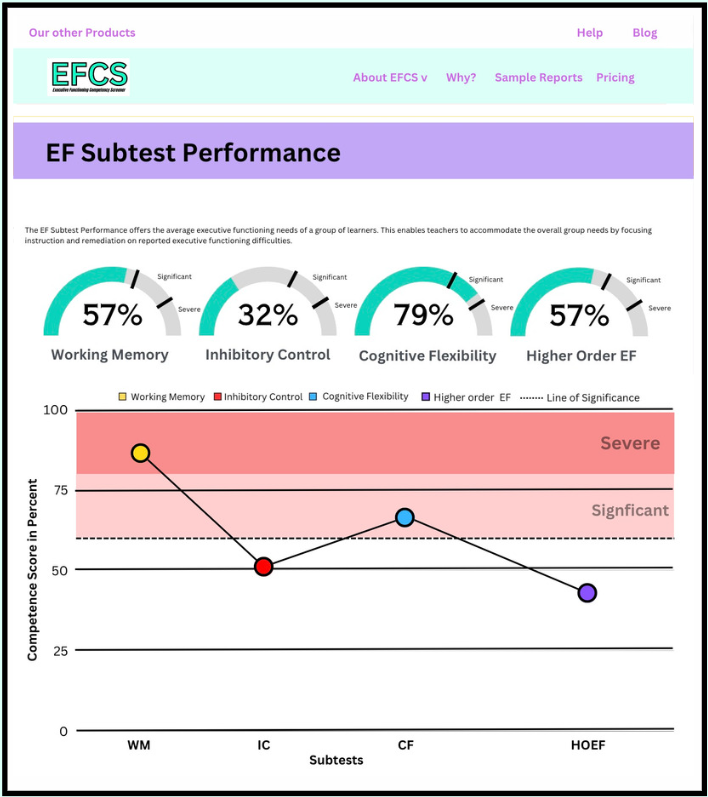 Our other Products Help Blog
EFCS
Executive Functioning Competency Screener
About EFCS v Why? Sample Reports Pricing
EF Subtest Performance
The EF Subtest Performance offers the average executive functioning needs of a group of learners. This enables teachers to accommodate the overall group needs by focusing
instruction and remediation on reported executive functioning difficulties.
Significant
Severe
57%
Working Memory
Significant
Severe
32%
Inhibitory Control
Significant
Severe
79%
Cognitive Flexibility
Significant
Severe
57%
Higher Order EF
Working Memory Inhibitory Control Cognitive Flexibility Higher order EF Line of Significance
100
Severe
75
Signficant
50
25
0
Competence Score in Percent
WM IC CF HOEF
Subtests